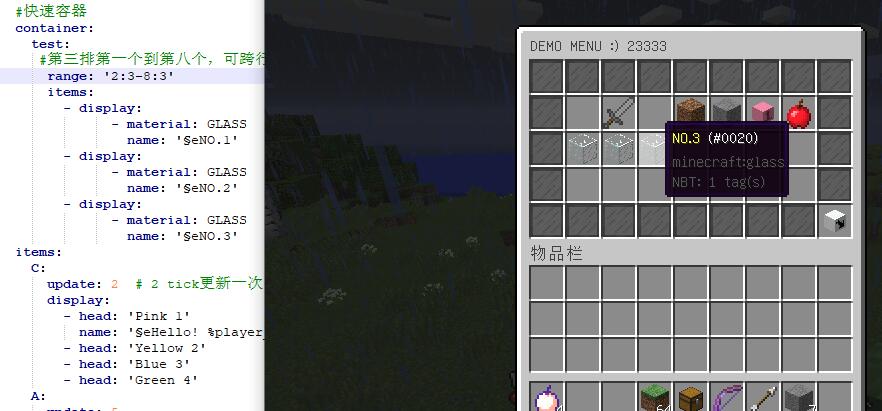 #快速容器
container:
test:
#第三排第一个到第八个，可跨行
range: '2:3-8:3'
items:
- display:
- material: GLASS
name: '§eNO.1'
- display:
- material: GLASS
name: '§eNO.2'
- display:
- material: GLASS
name: '§eNO.3'
items:
C:
update: 2 # 2 tick更新一次
display:
- head: 'Pink 1'
name: '§eHello! %player_
- head: 'Yellow 2'
- head: 'Blue 3'
- head: 'Green 4'
A:
DEMO MENU :) 23333
NO.3 (#0020)
minecraft:glass
NBT: 1 tag(s)
物品栏